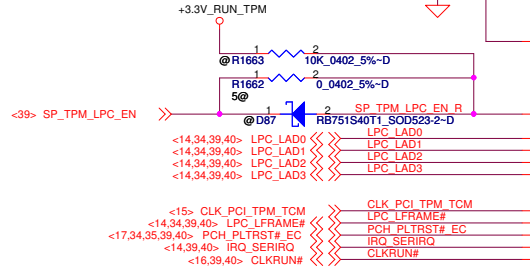 +3.3V_RUN_TPM
1 2
@R1663 10K_0402_5%~D
1 2
R1662 0_0402_5%~D
5@
<39> SP_TPM_LPC_EN 1 2 SP_TPM_LPC_EN_R
@D87 RB751S40T1_SOD523-2~D
<14,34,39,40> LPC_LAD0 LPC_LAD0
<14,34,39,40> LPC_LAD1 LPC_LAD1
<14,34,39,40> LPC_LAD2 LPC_LAD2
<14,34,39,40> LPC_LAD3 LPC_LAD3
<15> CLK_PCI_TPM_TCM CLK_PCI_TPM_TCM
<14,34,39,40> LPC_LFRAME# LPC_LFRAME#
<17,34,35,39,40> PCH_PLTRST#_EC PCH_PLTRST#_EC
<14,39,40> IRQ_SERIRQ IRQ_SERIRQ
<16,39,40> CLKRUN# CLKRUN#